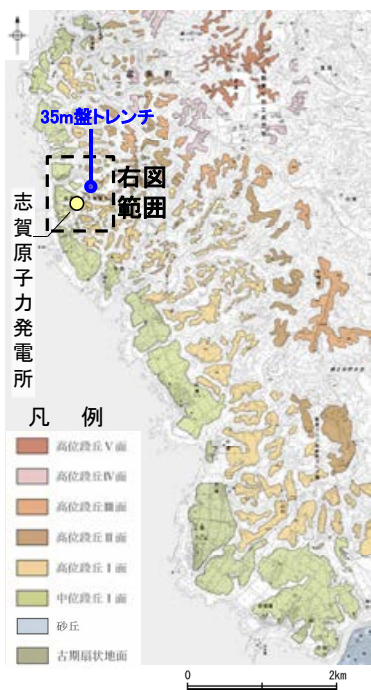 35m盤トレンチ
右図
範囲
志賀原子力発電所
凡 例
高位段丘Ⅴ面
高位段丘Ⅳ面
高位段丘Ⅲ面
高位段丘Ⅱ面
高位段丘Ⅰ面
中位段丘Ⅰ面
砂丘
古期扇状地面
0 2km